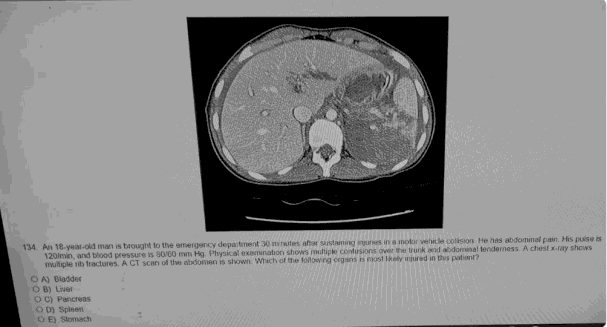 134. An 18-year-old man is brought to the emergency department 30 minutes after sustaining injuries in a motor vehicle collision. He has abdominal pain. His pulse is
120/min, and blood pressure is 90/60 mm Hg. Physical examination shows multiple contusions over the trunk and abdominal tenderness. A chest x-ray shows
multiple rib fractures. A CT scan of the abdomen is shown. Which of the following organs is most likely injured in this patient?
A) Bladder
B) Liver
C) Pancreas
D) Spleen
E) Stomach